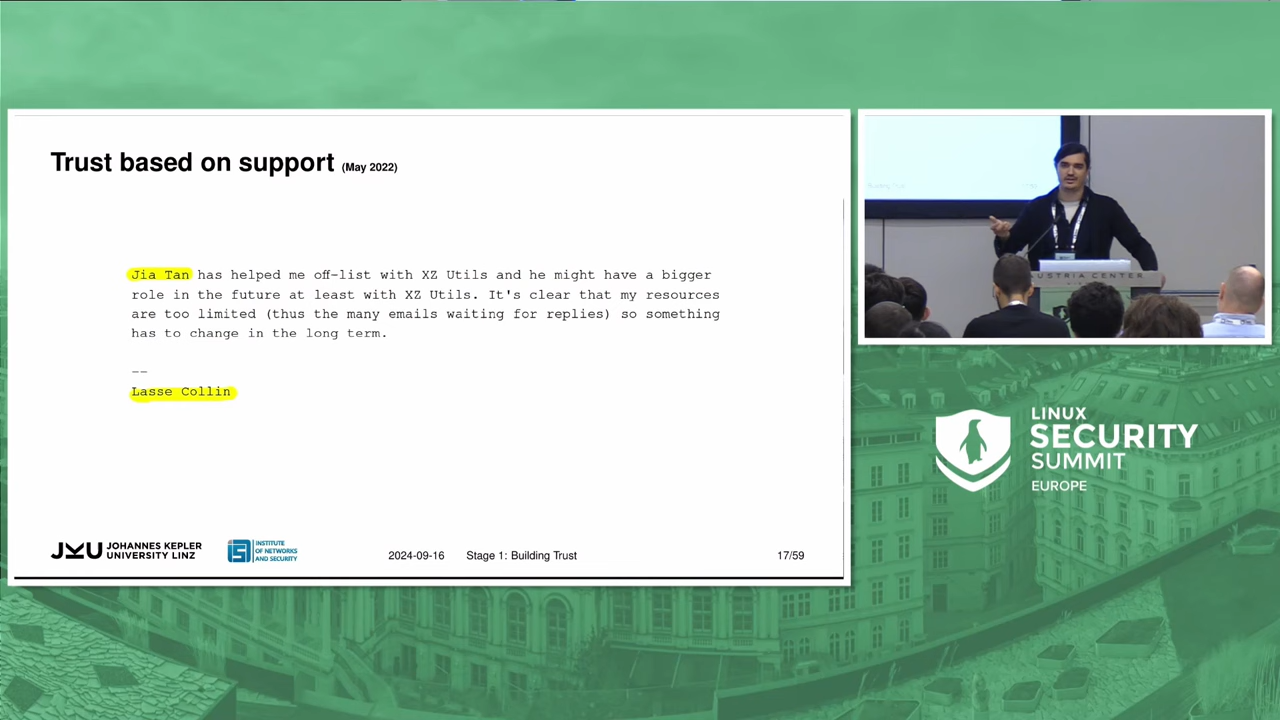 Trust based on support (May 2022)
Jia Tan has helped me off-list with XZ Utils and he might have a bigger
role in the future at least with XZ Utils. It's clear that my resources
are too limited (thus the many emails waiting for replies) so something
has to change in the long term.
--
Lasse Collin
JKU JOHANNES KEPLER
UNIVERSITY LINZ
INSTITUTE
OF NETWORKS
AND SECURITY
2024-09-16 Stage 1: Building Trust 17/59
AUSTRIA CENTER
LINUX
SECURITY
SUMMIT
EUROPE